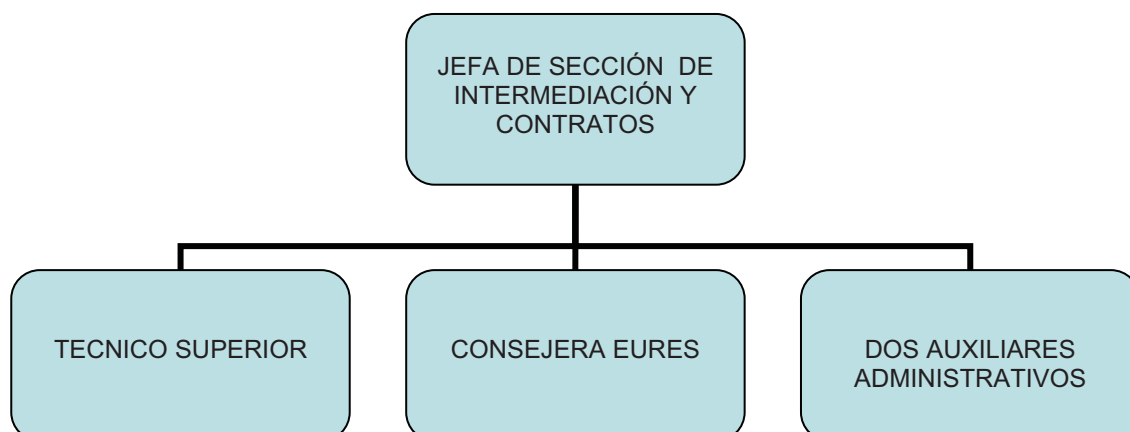 JEFA DE SECCIÓN DE
INTERMEDIACIÓN Y
CONTRATOS
TECNICO SUPERIOR
CONSEJERA EURES
DOS AUXILIARES
ADMINISTRATIVOS